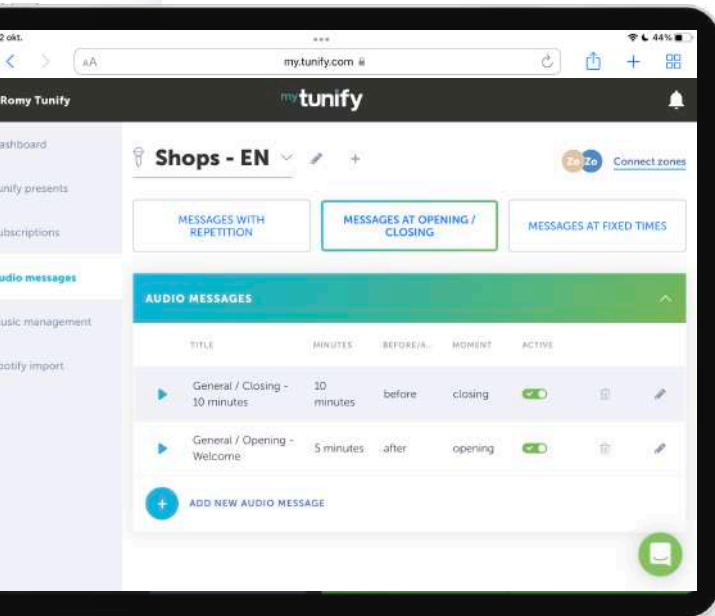 2 okt.
44%
AA
my.tunify.com
Romy Tunify
mytunify
ashboard
Shops - EN
Zo Zo
Connect zones
unify presents
MESSAGES WITH
REPETITION
MESSAGES AT OPENING /
CLOSING
MESSAGES AT FIXED TIMES
ubscriptions
udio messages
AUDIO MESSAGES
usic management
TITLE
MINUTES
BEFORE/A..
MOMENT
ACTIVE
potify import
General / Closing -
10 minutes
10
minutes
before
closing
General / Opening -
Welcome
5 minutes
after
opening
ADD NEW AUDIO MESSAGE